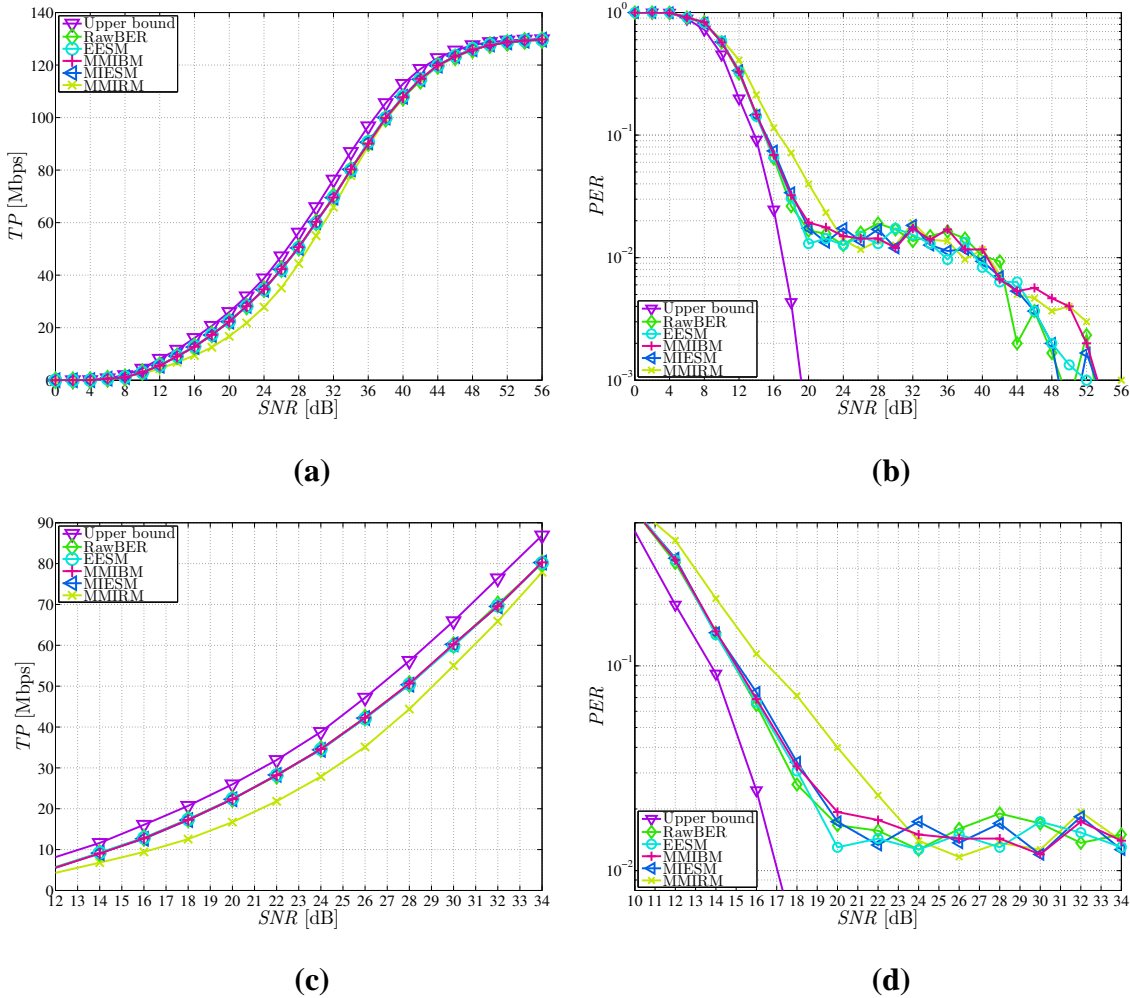 140
120
100
80
60
40
20
0
TP [Mbps]
Upper bound
RawBER
EESM
MMIBM
MIESM
MMIRM
0 4 8 12 16 20 24 28 32 36 40 44 48 52 56
SNR [dB]
(a)
10^0
10^-1
10^-2
10^-3
PER
Upper bound
RawBER
EESM
MMIBM
MIESM
MMIRM
0 4 8 12 16 20 24 28 32 36 40 44 48 52 56
SNR [dB]
(b)
90
80
70
60
50
40
30
20
10
0
TP [Mbps]
Upper bound
RawBER
EESM
MMIBM
MIESM
MMIRM
12 13 14 15 16 17 18 19 20 21 22 23 24 25 26 27 28 29 30 31 32 33 34
SNR [dB]
(c)
10^-1
10^-2
PER
Upper bound
RawBER
EESM
MMIBM
MIESM
MMIRM
10 11 12 13 14 15 16 17 18 19 20 21 22 23 24 25 26 27 28 29 30 31 32 33 34
SNR [dB]
(d)